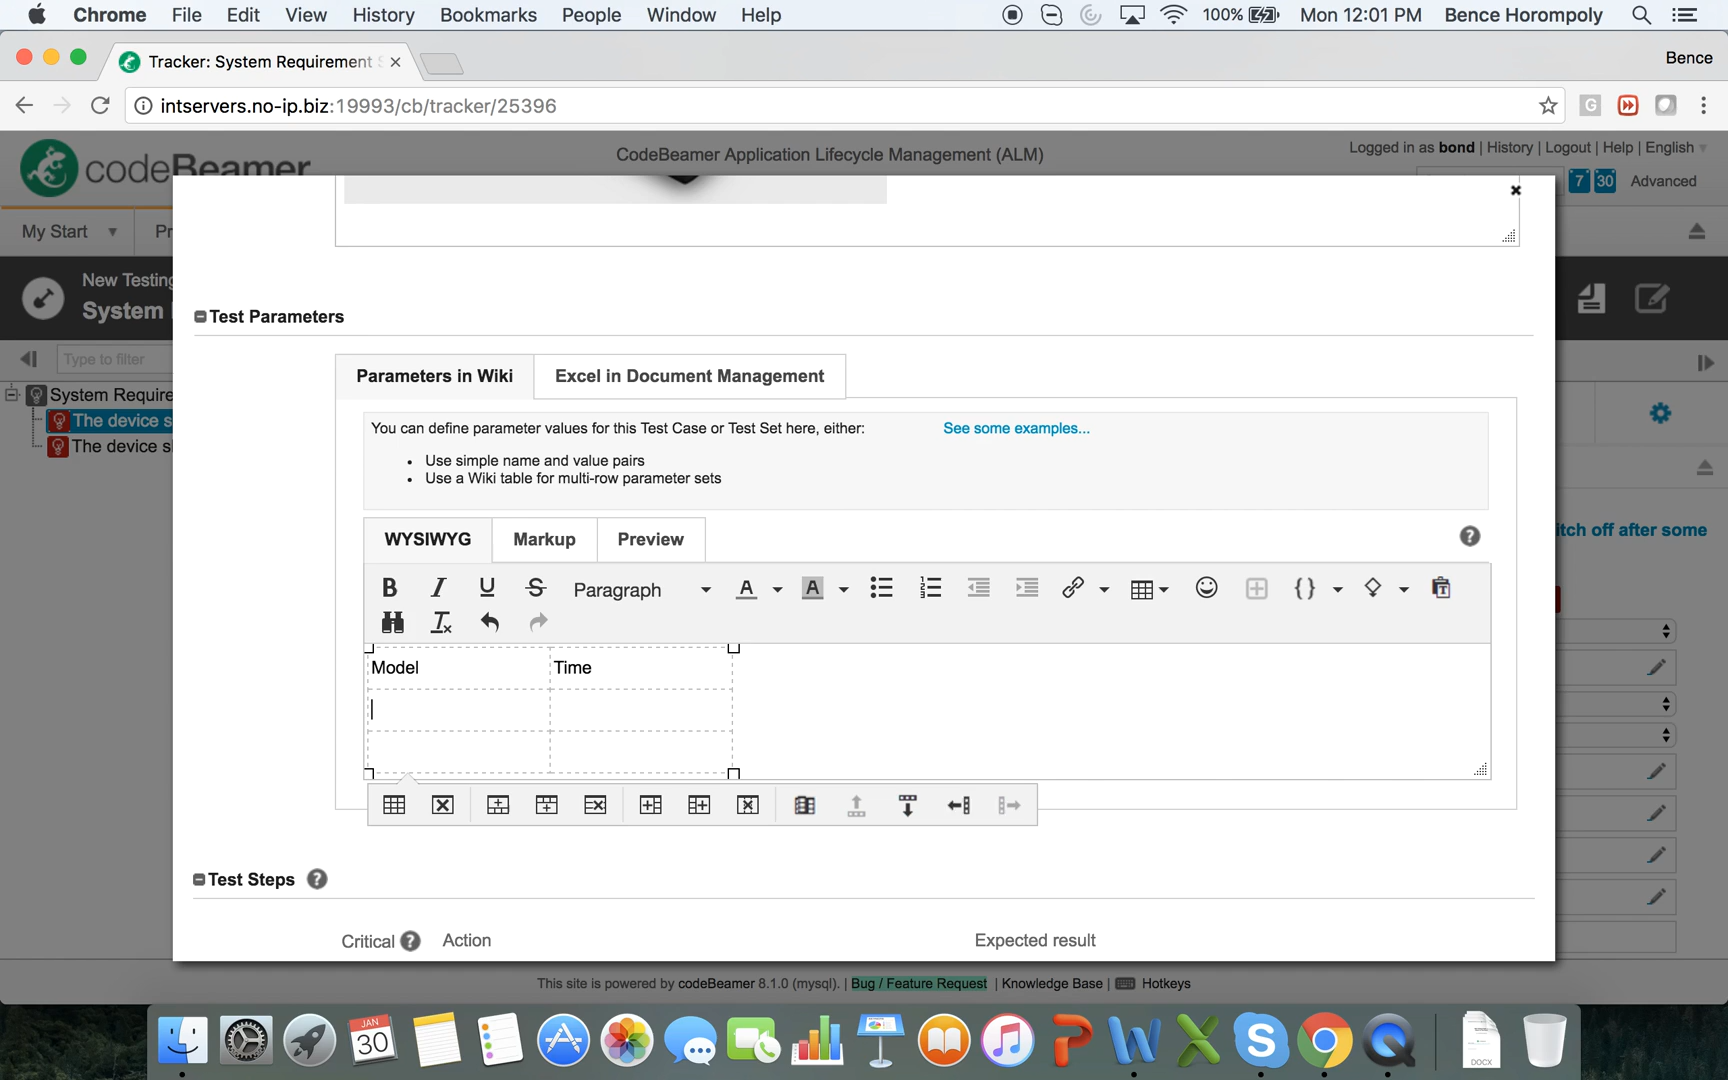 Chrome File Edit View History Bookmarks People Window Help 100% Mon 12:01 PM Bence Horompoly
Tracker: System Requirement Bence
intservers.no-ip.biz:19993/cb/tracker/25396
codeBeamer CodeBeamer Application Lifecycle Management (ALM) Logged in as bond | History | Logout | Help | English
7 30 Advanced
My Start
New Testing
System
Test Parameters
Type to filter
Parameters in Wiki Excel in Document Management
System Require
The device s
The device s
You can define parameter values for this Test Case or Test Set here, either: See some examples...
• Use simple name and value pairs
• Use a Wiki table for multi-row parameter sets
itch off after some
WYSIWYG Markup Preview
Paragraph
Model Time
Test Steps
Critical Action Expected result
This site is powered by codeBeamer 8.1.0 (mysql). | Bug / Feature Request | Knowledge Base | Hotkeys
JAN
30
DOCX